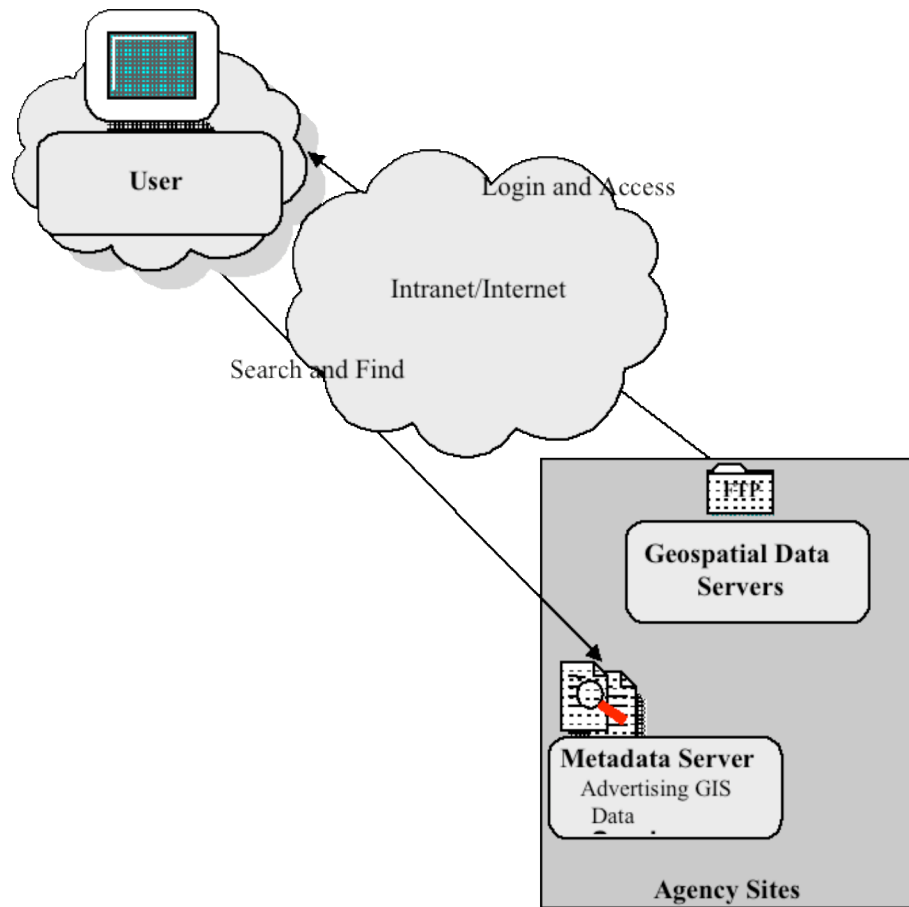 User
Login and Access
Intranet/Internet
Search and Find
FTP
Geospatial Data
Servers
Metadata Server
Advertising GIS
Data
Agency Sites